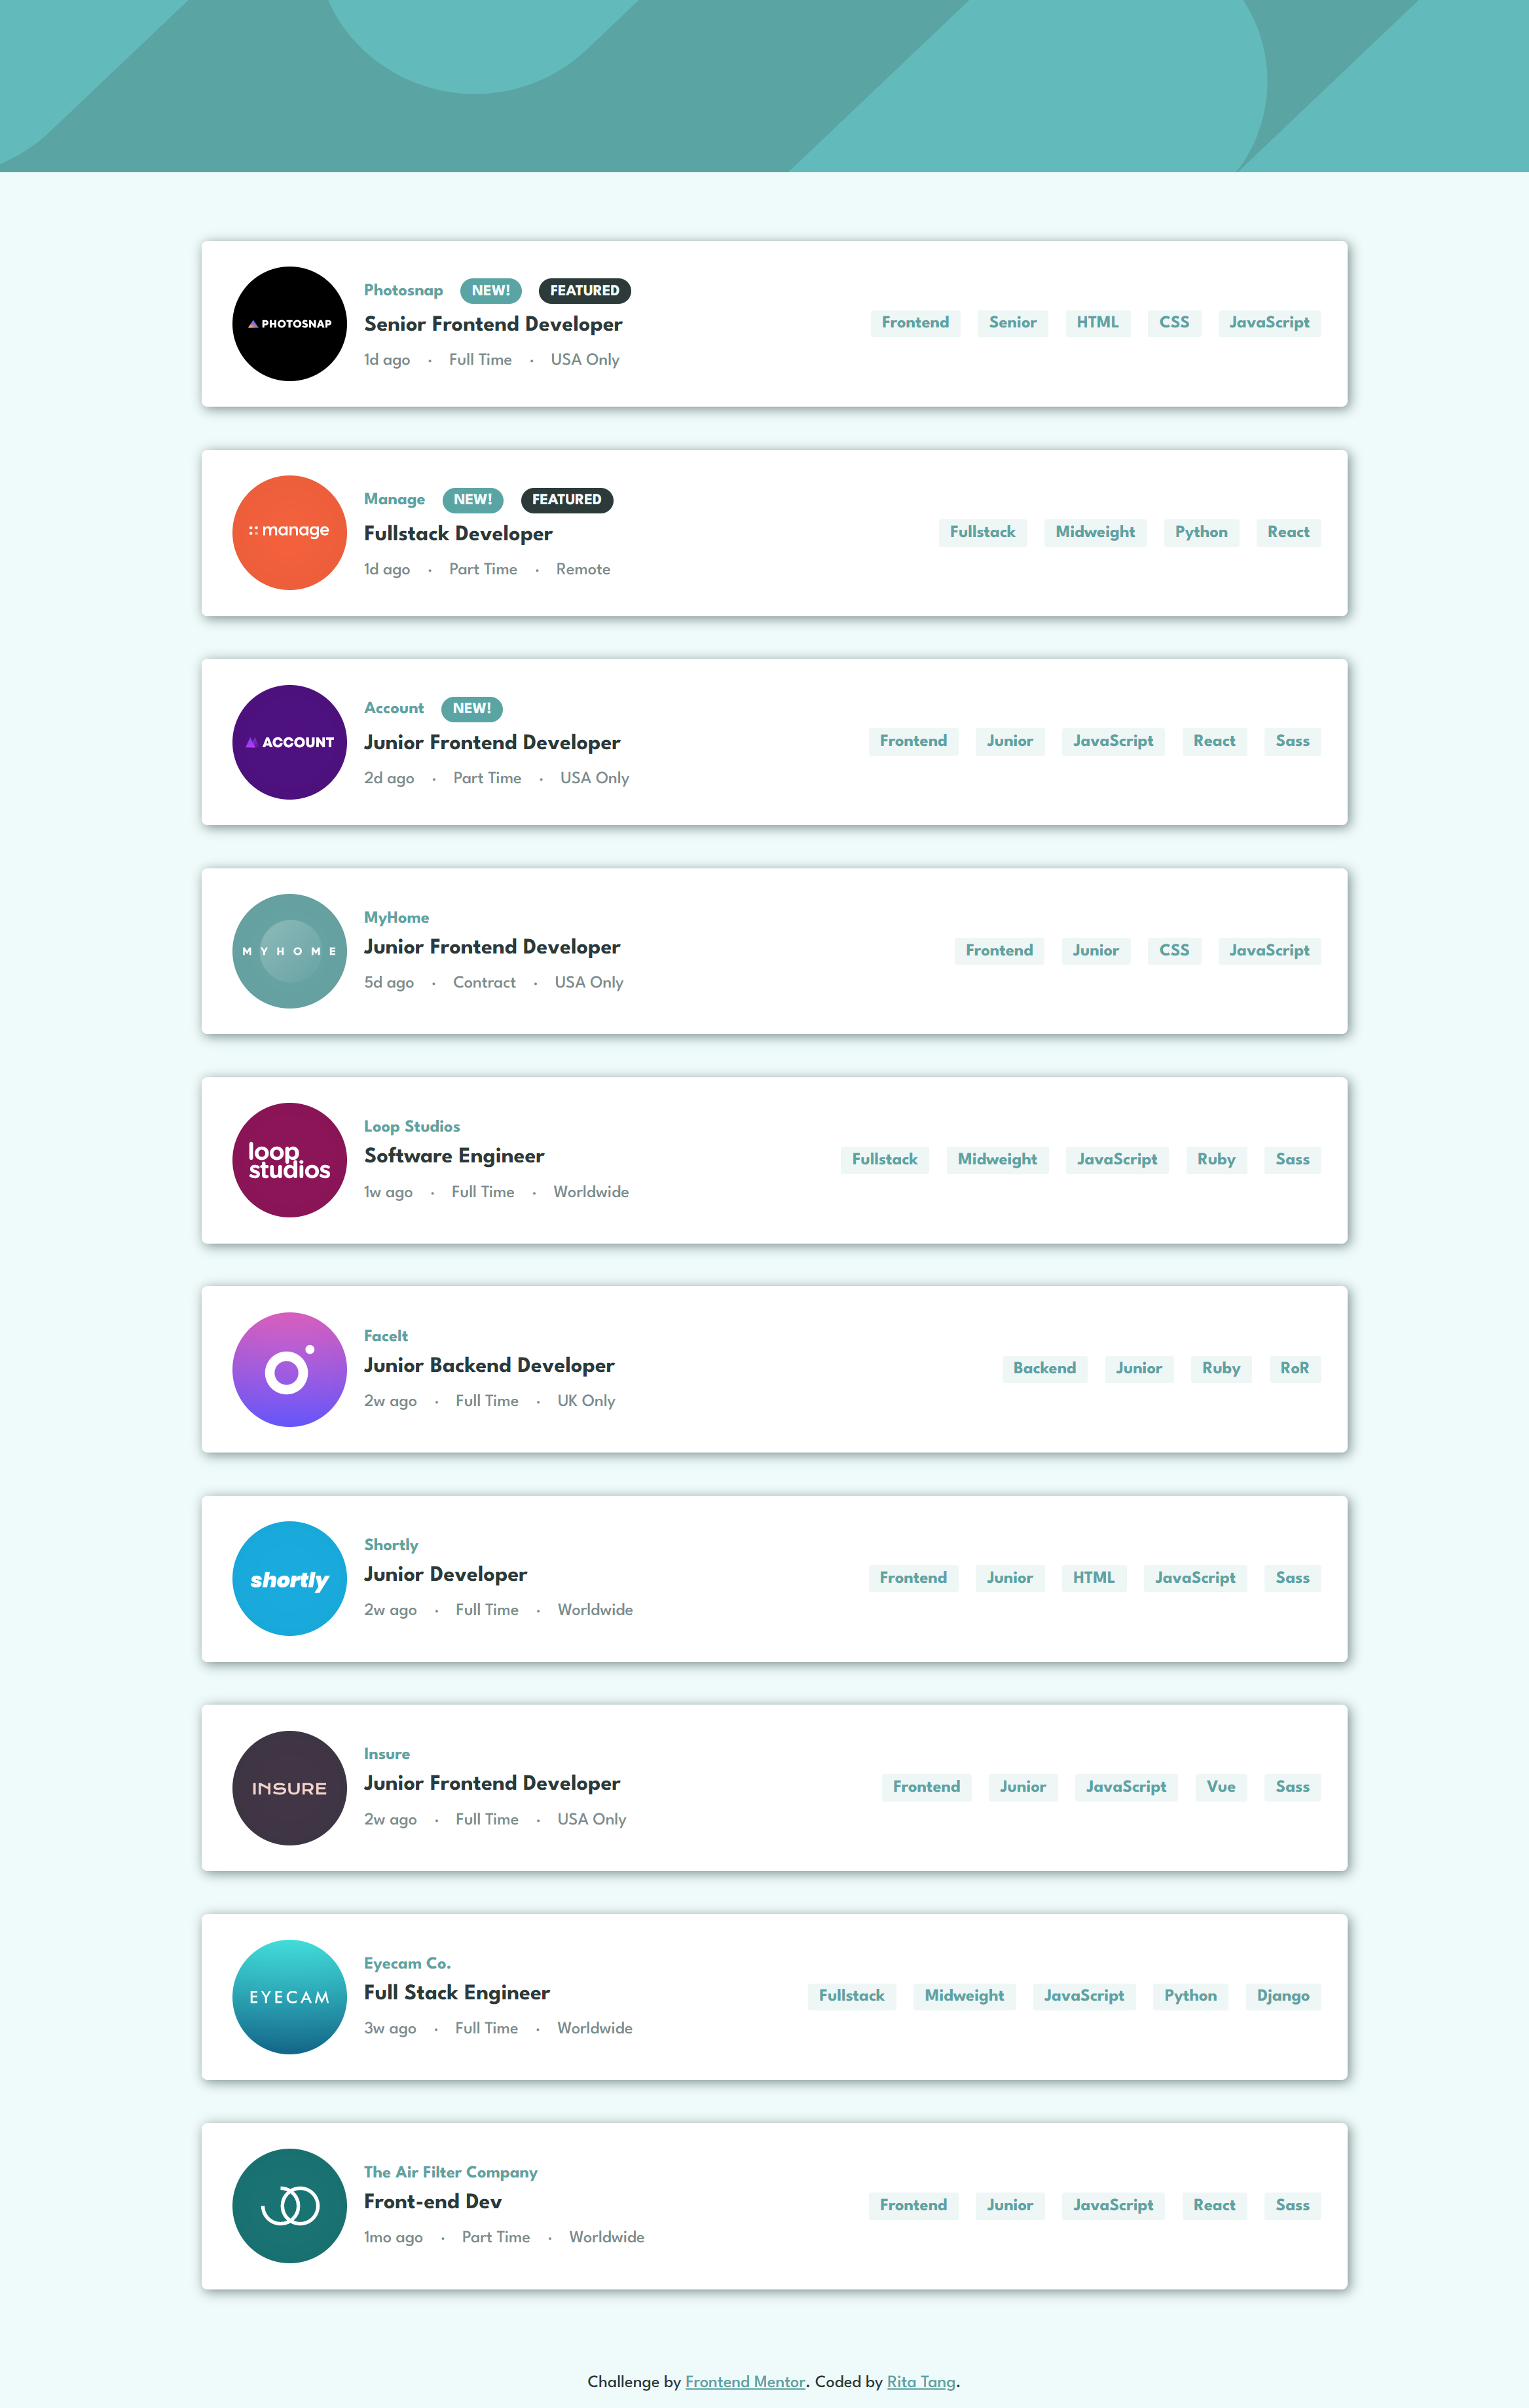 PHOTOSNAP
Photosnap NEW! FEATURED
Senior Frontend Developer
1d ago · Full Time · USA Only
Frontend Senior HTML CSS JavaScript
manage
Manage NEW! FEATURED
Fullstack Developer
1d ago · Part Time · Remote
Fullstack Midweight Python React
ACCOUNT
Account NEW!
Junior Frontend Developer
2d ago · Part Time · USA Only
Frontend Junior JavaScript React Sass
MYHOME
MyHome
Junior Frontend Developer
5d ago · Contract · USA Only
Frontend Junior CSS JavaScript
loop
studios
Loop Studios
Software Engineer
1w ago · Full Time · Worldwide
Fullstack Midweight JavaScript Ruby Sass
FaceIt
Junior Backend Developer
2w ago · Full Time · UK Only
Backend Junior Ruby RoR
shortly
Shortly
Junior Developer
2w ago · Full Time · Worldwide
Frontend Junior HTML JavaScript Sass
INSURE
Insure
Junior Frontend Developer
2w ago · Full Time · USA Only
Frontend Junior JavaScript Vue Sass
EYECAM
Eyecam Co.
Full Stack Engineer
3w ago · Full Time · Worldwide
Fullstack Midweight JavaScript Python Django
The Air Filter Company
Front-end Dev
1mo ago · Part Time · Worldwide
Frontend Junior JavaScript React Sass
Challenge by Frontend Mentor. Coded by Rita Tang.